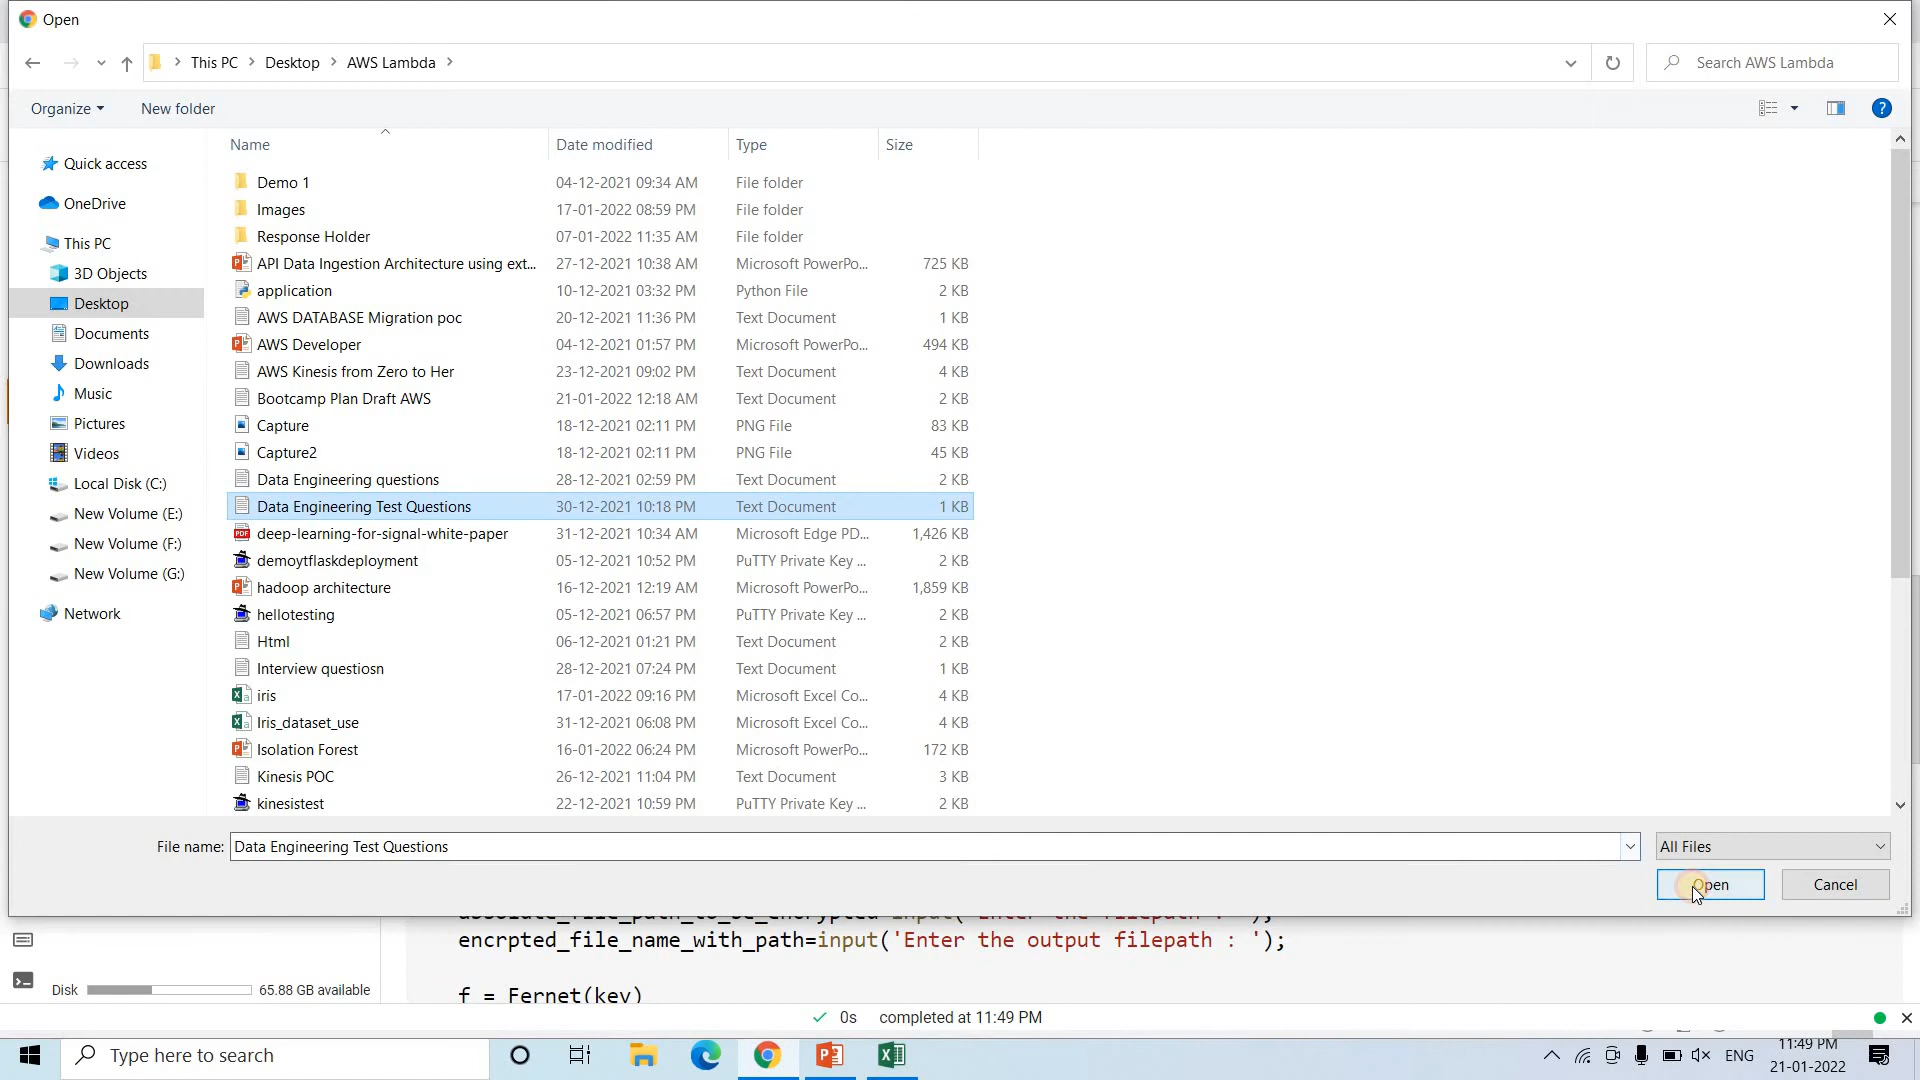 Open
This PC > Desktop > AWS Lambda >
Search AWS Lambda
Organize
New folder
?
Quick access
OneDrive
This PC
3D Objects
Desktop
Documents
Downloads
Music
Pictures
Videos
Local Disk (C:)
New Volume (E:)
New Volume (F:)
New Volume (G:)
Network
Name Date modified Type Size
Demo 1 04-12-2021 09:34 AM File folder
Images 17-01-2022 08:59 PM File folder
Response Holder 07-01-2022 11:35 AM File folder
API Data Ingestion Architecture using ext... 27-12-2021 10:38 AM Microsoft PowerPo... 725 KB
application 10-12-2021 03:32 PM Python File 2 KB
AWS DATABASE Migration poc 20-12-2021 11:36 PM Text Document 1 KB
AWS Developer 04-12-2021 01:57 PM Microsoft PowerPo... 494 KB
AWS Kinesis from Zero to Her 23-12-2021 09:02 PM Text Document 4 KB
Bootcamp Plan Draft AWS 21-01-2022 12:18 AM Text Document 2 KB
Capture 18-12-2021 02:11 PM PNG File 83 KB
Capture2 18-12-2021 02:11 PM PNG File 45 KB
Data Engineering questions 28-12-2021 02:59 PM Text Document 2 KB
Data Engineering Test Questions 30-12-2021 10:18 PM Text Document 1 KB
deep-learning-for-signal-white-paper 31-12-2021 10:34 AM Microsoft Edge PD... 1,426 KB
demoytflaskdeployment 05-12-2021 10:52 PM PuTTY Private Key ... 2 KB
hadoop architecture 16-12-2021 12:19 AM Microsoft PowerPo... 1,859 KB
hellotesting 05-12-2021 06:57 PM PuTTY Private Key ... 2 KB
Html 06-12-2021 01:21 PM Text Document 2 KB
Interview questiosn 28-12-2021 07:24 PM Text Document 1 KB
iris 17-01-2022 09:16 PM Microsoft Excel Co... 4 KB
Iris_dataset_use 31-12-2021 06:08 PM Microsoft Excel Co... 4 KB
Isolation Forest 16-01-2022 06:24 PM Microsoft PowerPo... 172 KB
Kinesis POC 26-12-2021 11:04 PM Text Document 3 KB
kinesistest 22-12-2021 10:59 PM PuTTY Private Key ... 2 KB
File name: Data Engineering Test Questions
All Files
Open
Cancel
absolute_file_path_to_be_encrypted=input('Enter the filepath : ');
encrpted_file_name_with_path=input('Enter the output filepath : ');
f = Fernet(key)
Disk 65.88 GB available
0s completed at 11:49 PM
Type here to search
ENG
11:49 PM
21-01-2022